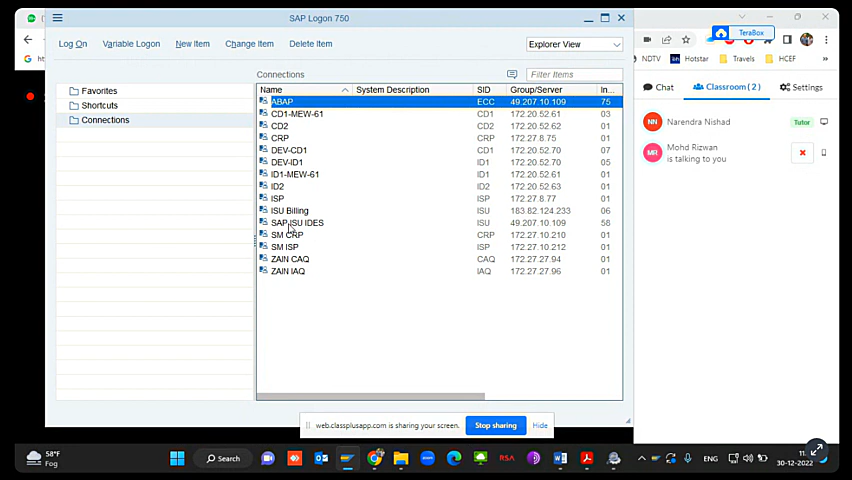 SAP Logon 750
TeraBox
Log On Variable Logon New Item Change Item Delete Item Explorer View
NDTV Hotstar Travels HCEF
Connections Filter Items
Chat Classroom ( 2 ) Settings
Favorites
Shortcuts
Connections
Name System Description SID Group/Server In...
ABAP ECC 49.207.10.109 75
CD1-MEW-61 CD1 172.20.52.61 03
CD2 CD2 172.20.52.62 01
CRP CRP 172.27.8.75 01
DEV-CD1 CD1 172.20.52.70 07
DEV-ID1 ID1 172.20.52.70 05
ID1-MEW-61 ID1 172.20.52.61 01
ID2 ID2 172.20.52.63 01
ISP ISP 172.27.8.77 01
ISU Billing ISU 183.82.124.233 06
SAP ISU IDES ISU 49.207.10.109 58
SM CRP CRP 172.27.10.210 01
SM ISP ISP 172.27.10.212 01
ZAIN CAQ CAQ 172.27.27.94 01
ZAIN IAQ IAQ 172.27.27.96 01
NN Narendra Nishad Tutor
MR Mohd Rizwan
is talking to you
web.classplusapp.com is sharing your screen. Stop sharing Hide
58°F
Fog
Search
RSA
ENG
30-12-2022